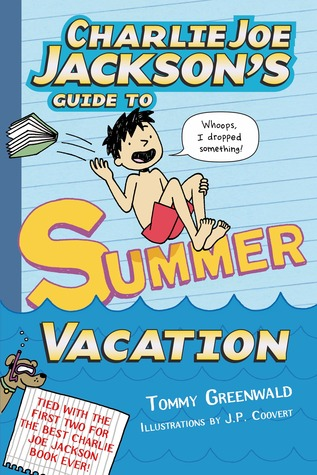 CHARLIE JOE
JACKSON'S
GUIDE TO
Whoops,
I dropped
something!
SUMMER
VACATION
TOMMY GREENWALD
ILLUSTRATIONS BY J.P. COOVERT
TIED WITH THE
FIRST TWO FOR
THE BEST CHARLIE
JOE JACKSON
BOOK EVER!